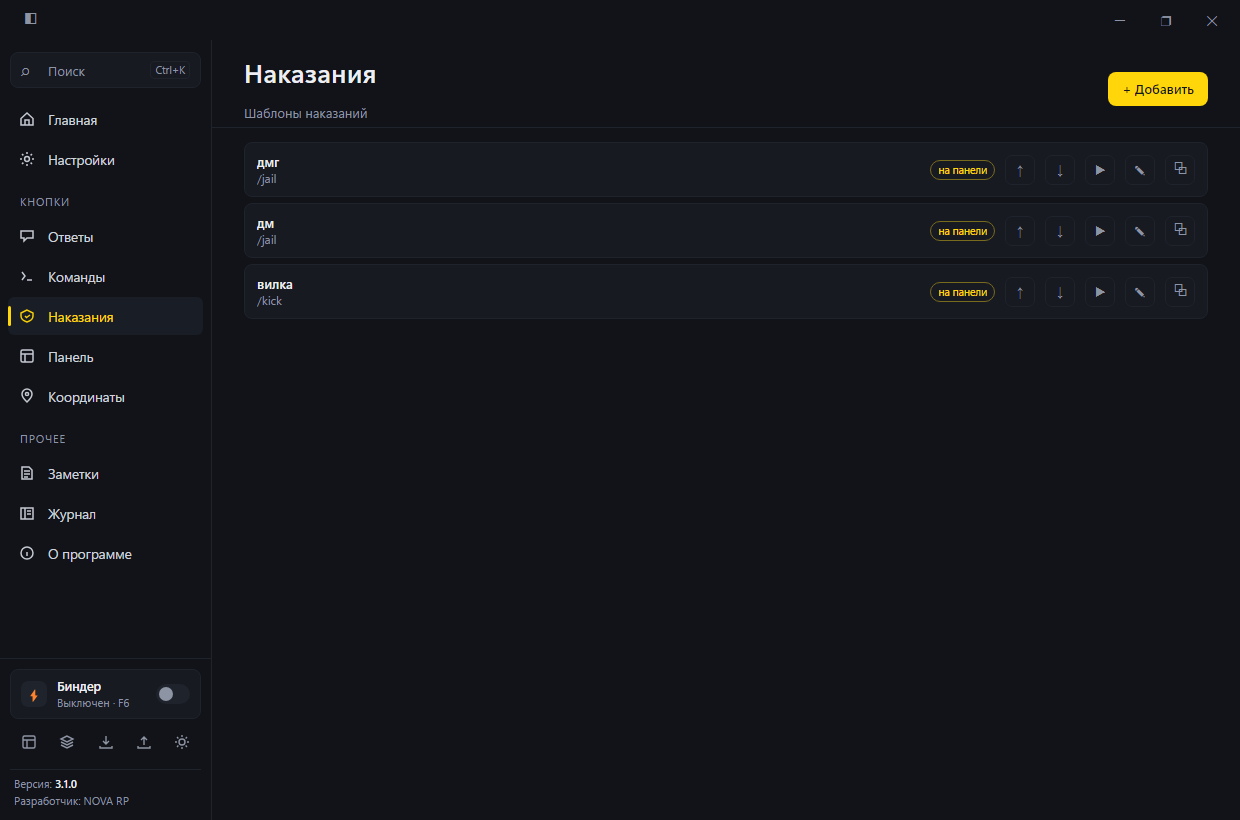 Поиск Ctrl+K
Главная
Настройки
КНОПКИ
Ответы
Команды
Наказания
Панель
Координаты
ПРОЧЕЕ
Заметки
Журнал
О программе
Биндер
Выключен · F6
Версия: 3.1.0
Разработчик: NOVA RP
Наказания
Шаблоны наказаний
+ Добавить
дмг
/jail
на панели
дм
/jail
на панели
вилка
/kick
на панели